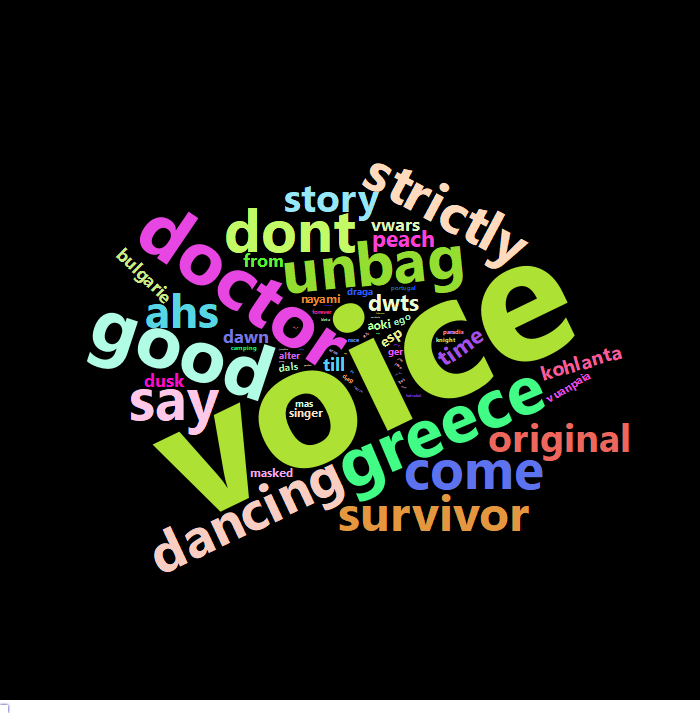 strictly
story
dont
vwars
peach
doctor
from
unbag
bulgarie
draga
portugal
nayami
dwts
ahs
forever
good
aoki
ego
dawn
esp
paradis
knight
time
camping
race
alter
ger
till
kohlanta
dals
dusk
vuanpaia
say
mas
singer
voice
greece
original
masked
come
dancing
survivor